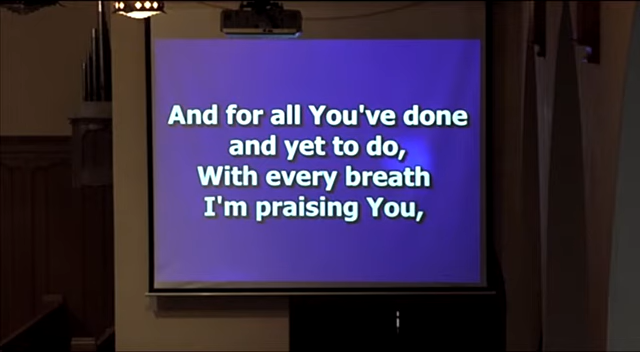 And for all You've done
and yet to do,
With every breath
I'm praising You,